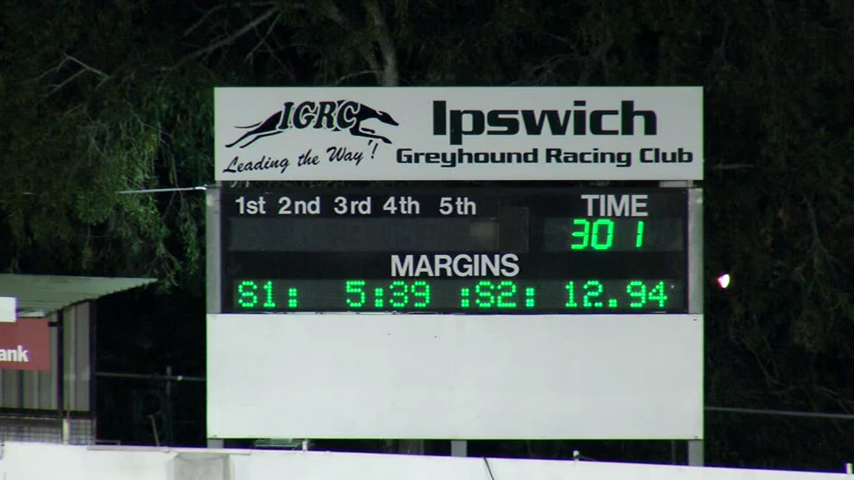 IGRC
Leading the Way'!
Ipswich
Greyhound Racing Club
1st 2nd 3rd 4th 5th
TIME
30 1
MARGINS
S1: 5:39 :S2: 12.94
ank